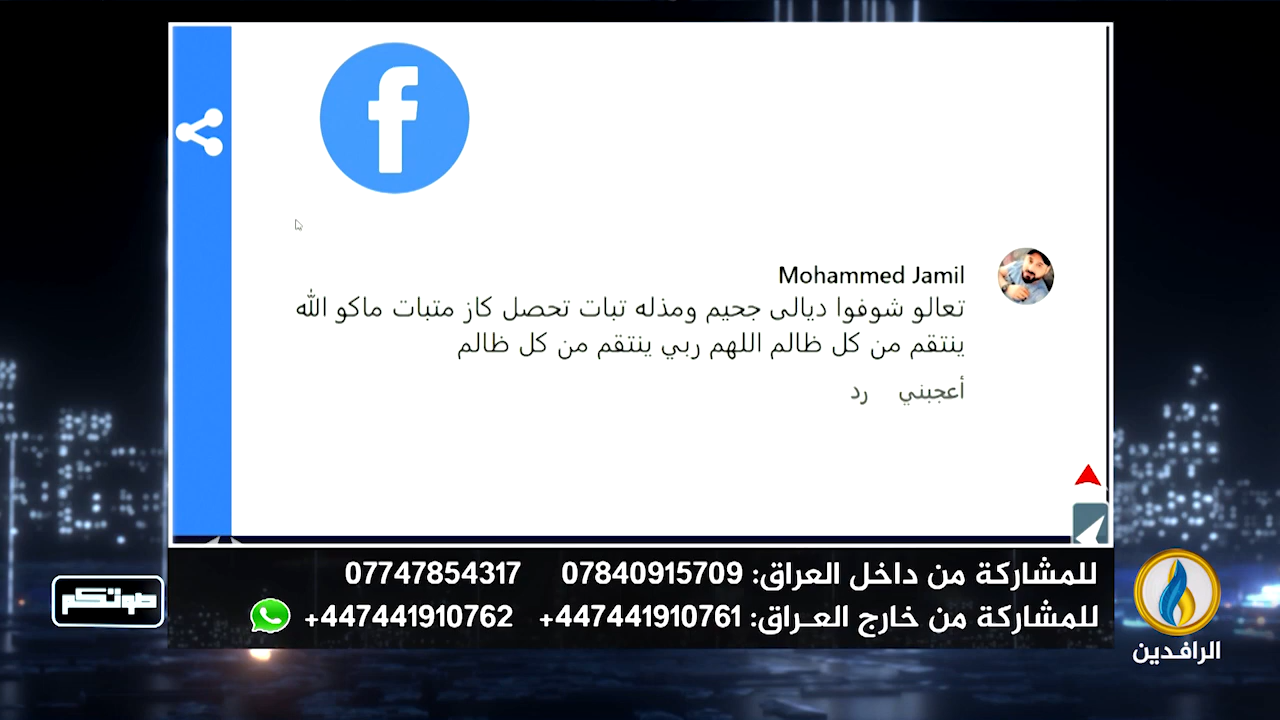 Mohammed Jamil
تعالو شوفوا ديالى جحيم ومذله تبات تحصل كاز متبات ماكو الله
ينتقم من كل ظالم اللهم ربي ينتقم من كل ظالم
أعجبني رد
للمشاركة من داخل العراق: 07840915709 07747854317
للمشاركة من خارج العـراق: 447441910761+ 447441910762+
صوتكم
الرافدين